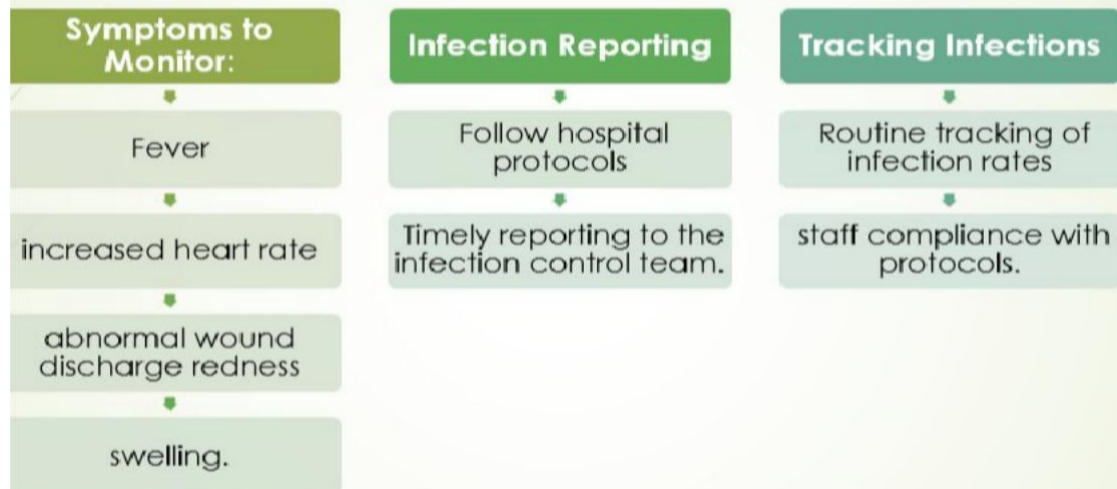 Symptoms to
Monitor:
Fever
increased heart rate
abnormal wound
discharge redness
swelling.
Infection Reporting
Follow hospital
protocols
Timely reporting to the
infection control team.
Tracking Infections
Routine tracking of
infection rates
staff compliance with
protocols.